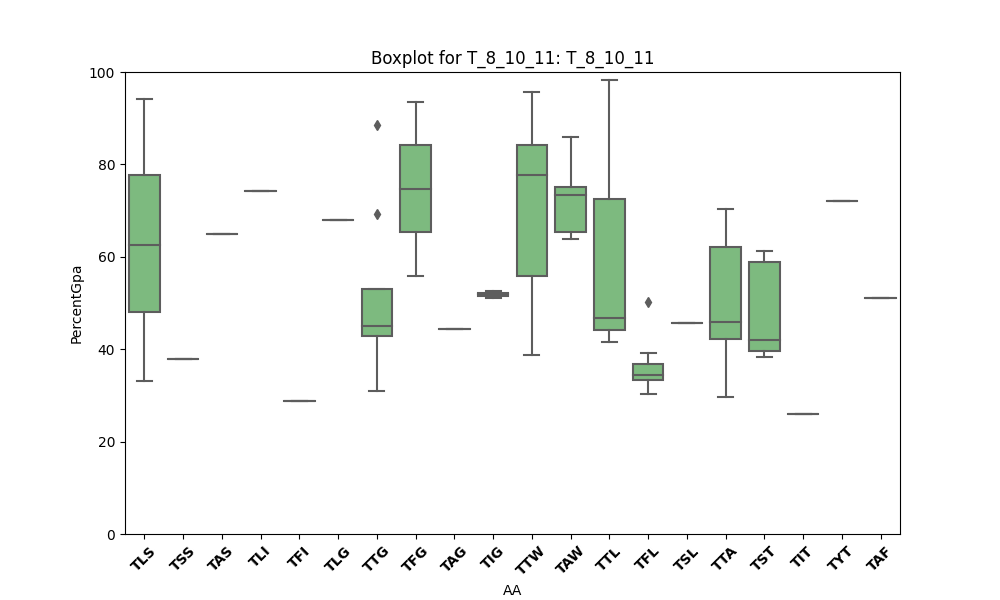 Boxplot for T_8_10_11: T_8_10_11
100
80
60
40
20
0
PercentGpa
TLS TSS TAS TLI TFI TLG TTG TFG TAG TIG TTW TAW TTL TFL TSL TTA TST TIT TYT TAF
AA